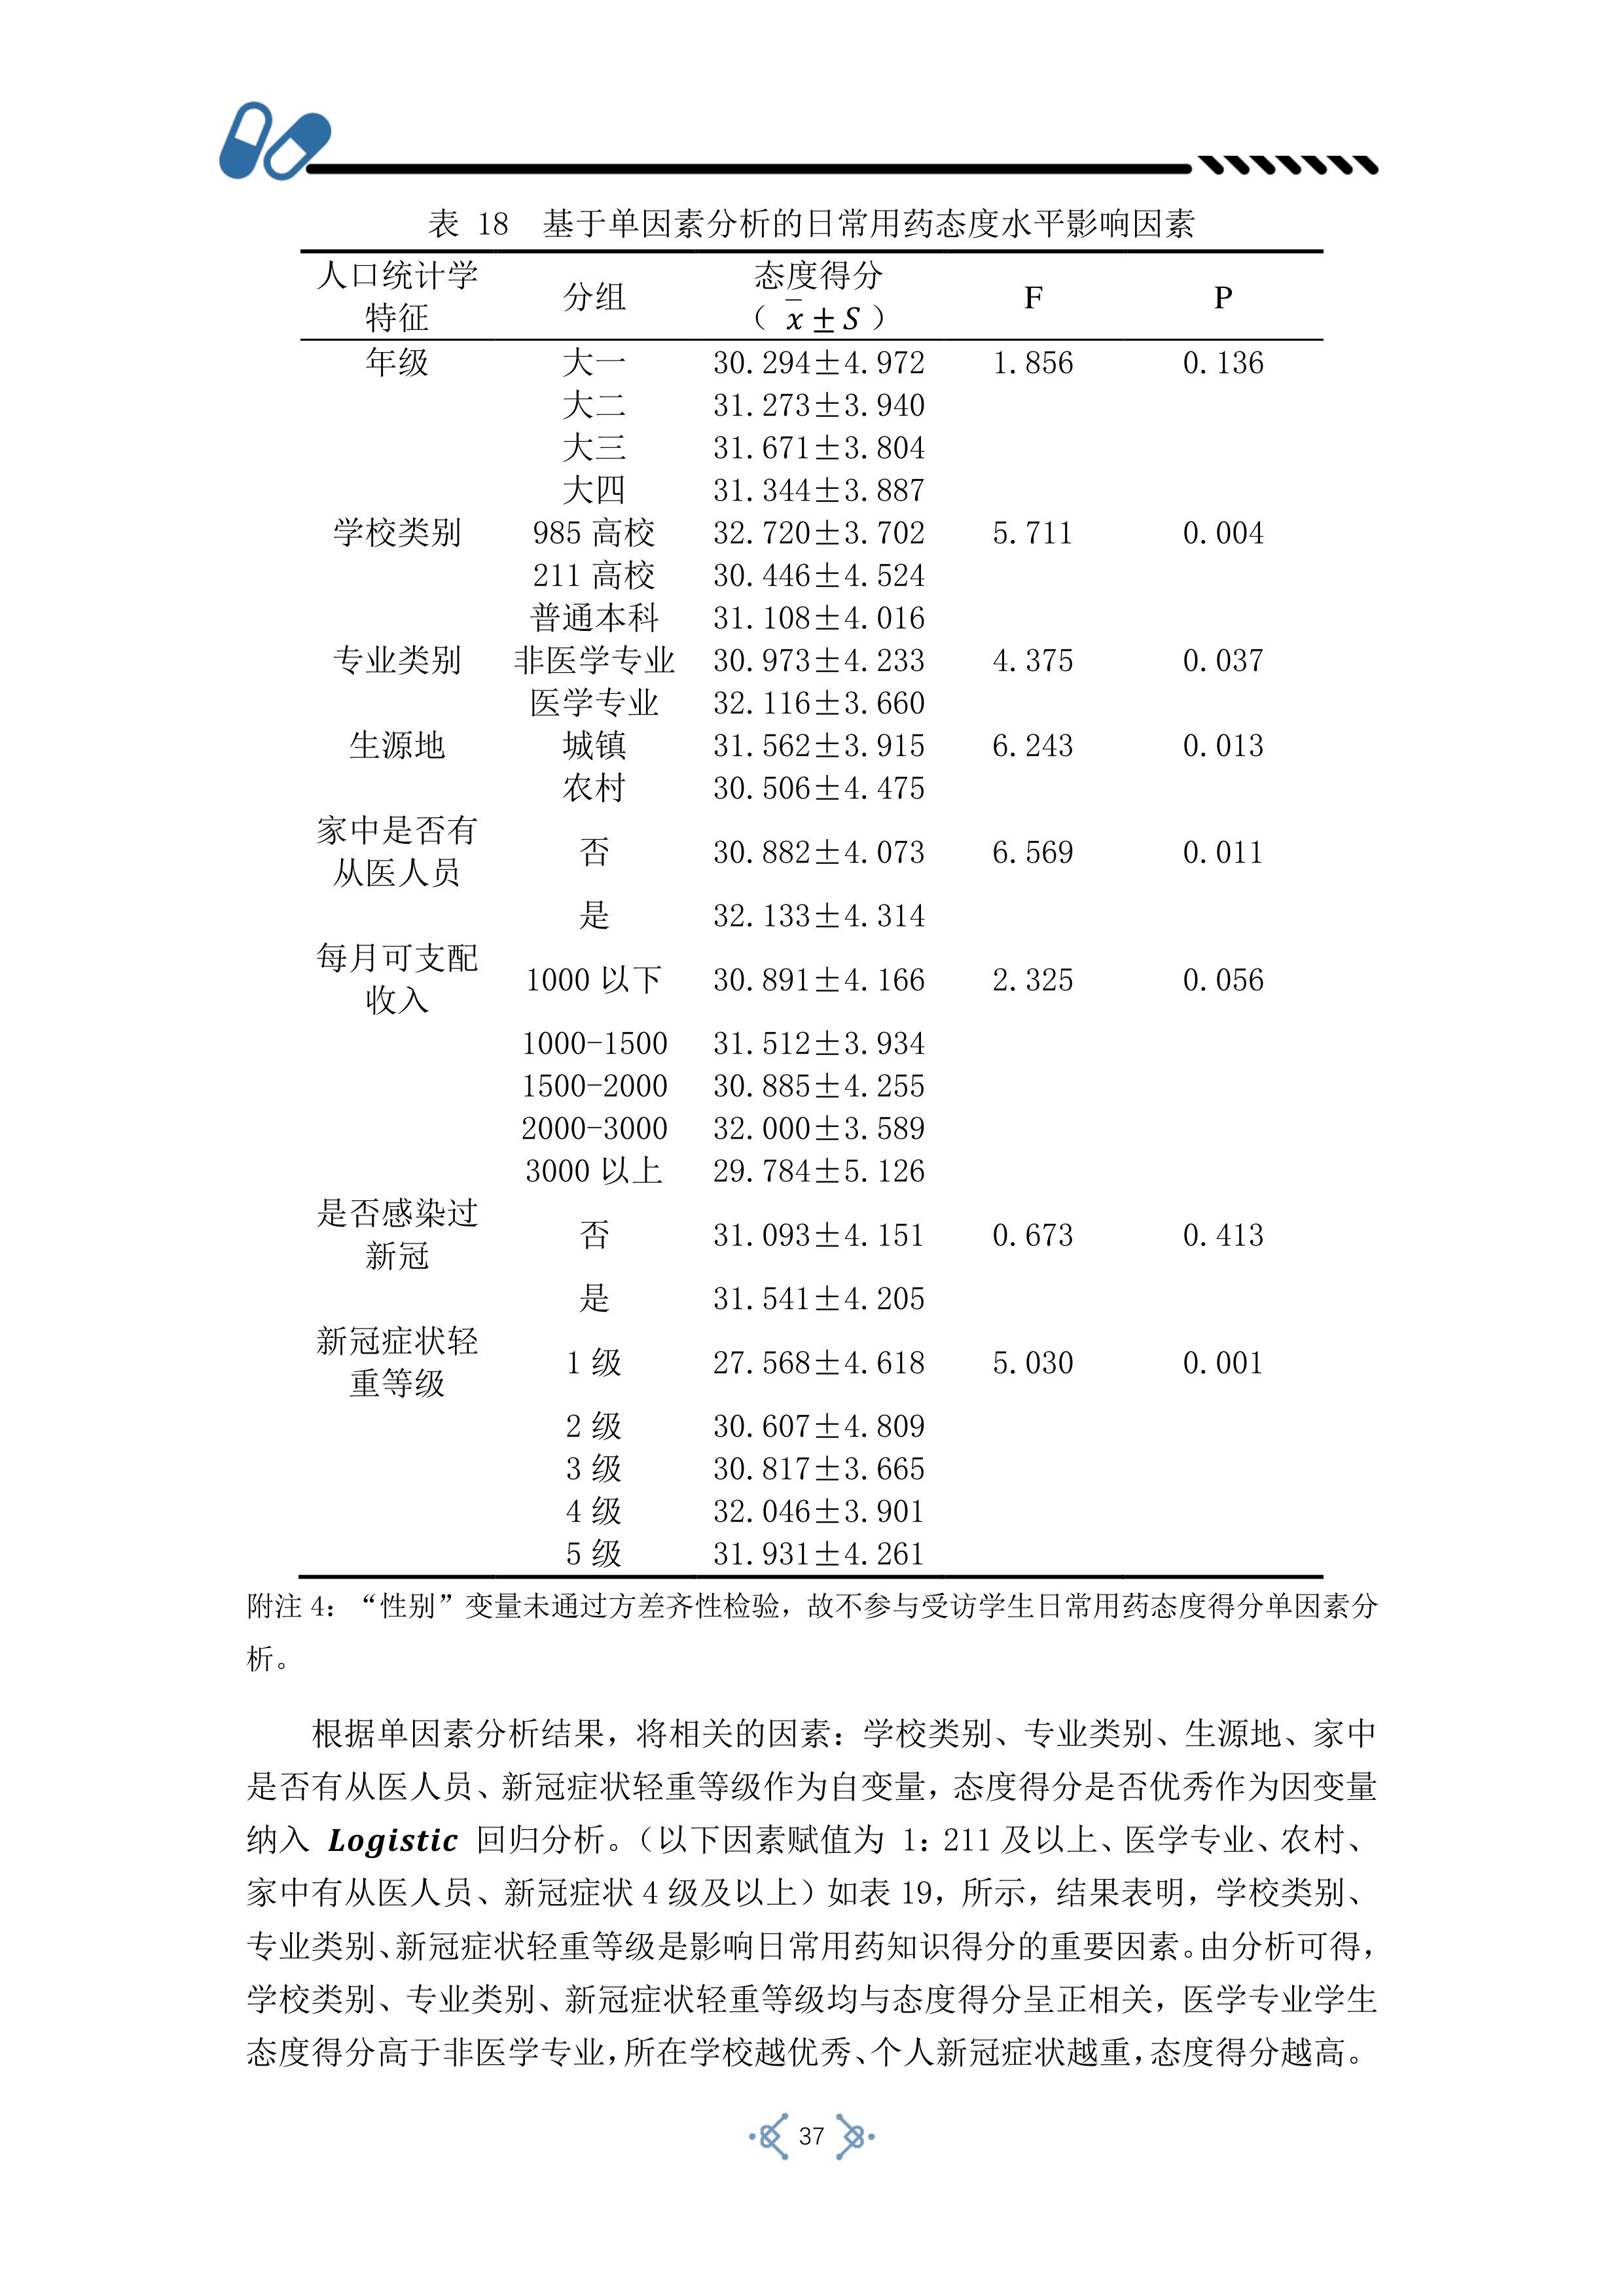 表 18 基于单因素分析的日常用药态度水平影响因素
人口统计学特征 分组 态度得分（x̄±S） F P
年级 大一 30.294±4.972 1.856 0.136
大二 31.273±3.940
大三 31.671±3.804
大四 31.344±3.887
学校类别 985 高校 32.720±3.702 5.711 0.004
211 高校 30.446±4.524
普通本科 31.108±4.016
专业类别 非医学专业 30.973±4.233 4.375 0.037
医学专业 32.116±3.660
生源地 城镇 31.562±3.915 6.243 0.013
农村 30.506±4.475
家中是否有从医人员 否 30.882±4.073 6.569 0.011
是 32.133±4.314
每月可支配收入 1000 以下 30.891±4.166 2.325 0.056
1000-1500 31.512±3.934
1500-2000 30.885±4.255
2000-3000 32.000±3.589
3000 以上 29.784±5.126
是否感染过新冠 否 31.093±4.151 0.673 0.413
是 31.541±4.205
新冠症状轻重等级 1 级 27.568±4.618 5.030 0.001
2 级 30.607±4.809
3 级 30.817±3.665
4 级 32.046±3.901
5 级 31.931±4.261
附注 4：“性别”变量未通过方差齐性检验，故不参与受访学生日常用药态度得分单因素分
析。
根据单因素分析结果，将相关的因素：学校类别、专业类别、生源地、家中
是否有从医人员、新冠症状轻重等级作为自变量，态度得分是否优秀作为因变量
纳入 Logistic 回归分析。（以下因素赋值为 1：211 及以上、医学专业、农村、
家中有从医人员、新冠症状 4 级及以上）如表 19，所示，结果表明，学校类别、
专业类别、新冠症状轻重等级是影响日常用药知识得分的重要因素。由分析可得，
学校类别、专业类别、新冠症状轻重等级均与态度得分呈正相关，医学专业学生
态度得分高于非医学专业，所在学校越优秀、个人新冠症状越重，态度得分越高。
37